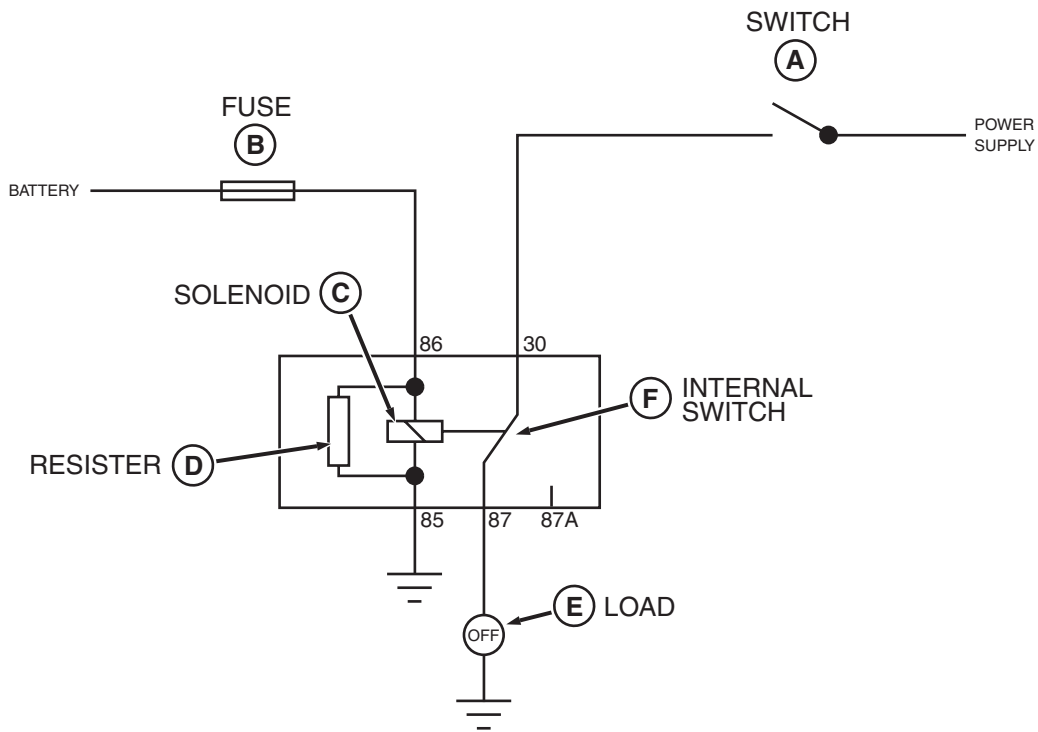 SWITCH
A
FUSE
B
POWER
SUPPLY
BATTERY
SOLENOID C
86
30
F INTERNAL
SWITCH
RESISTER D
85
87
87A
E LOAD
OFF